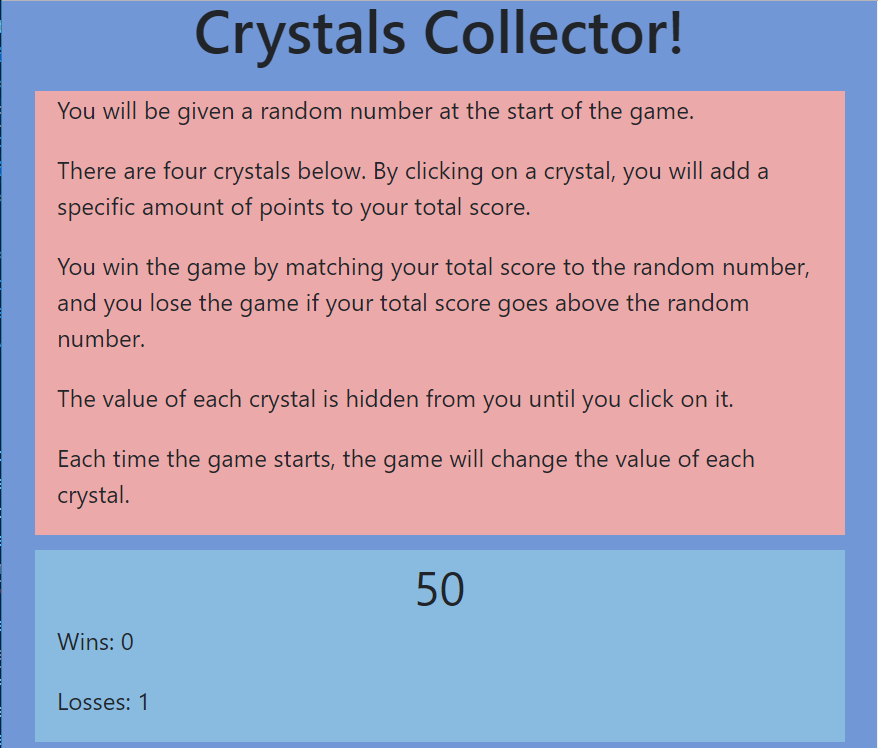 Crystals Collector!
You will be given a random number at the start of the game.
There are four crystals below. By clicking on a crystal, you will add a
specific amount of points to your total score.
You win the game by matching your total score to the random number,
and you lose the game if your total score goes above the random
number.
The value of each crystal is hidden from you until you click on it.
Each time the game starts, the game will change the value of each
crystal.
50
Wins: 0
Losses: 1